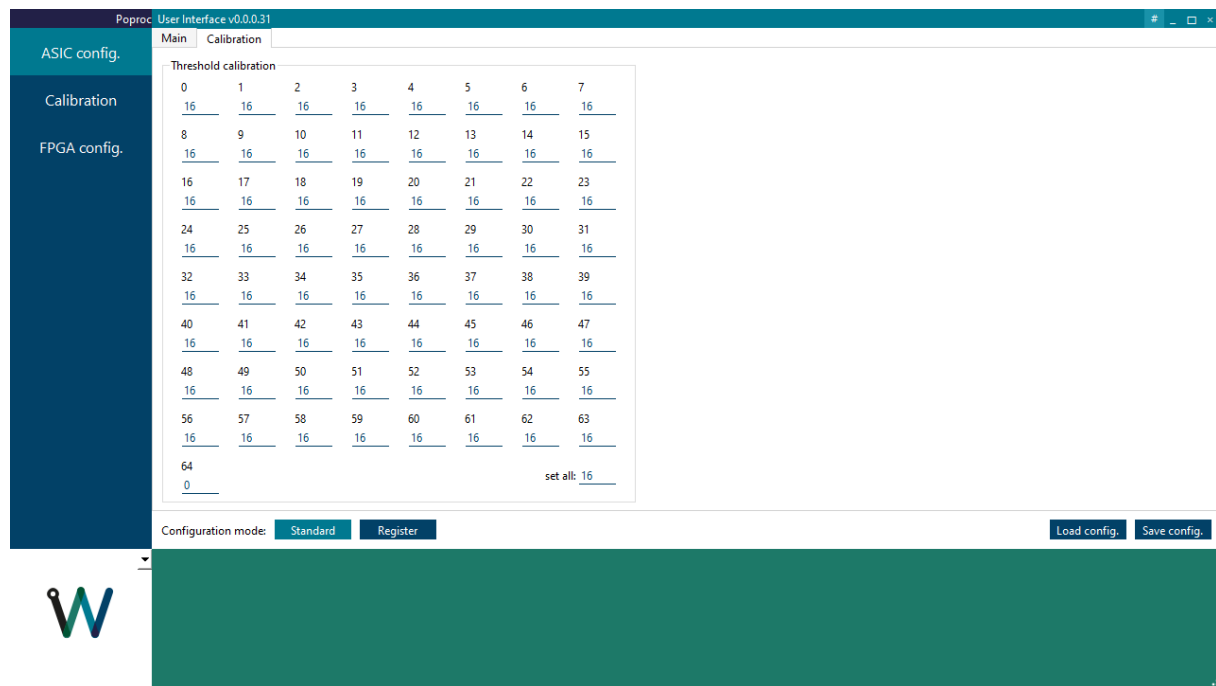 Poproc User Interface v0.0.0.31 # _ □ ×
ASIC config.
Calibration
FPGA config.
Main Calibration
Threshold calibration
0 1 2 3 4 5 6 7
16 16 16 16 16 16 16 16
8 9 10 11 12 13 14 15
16 16 16 16 16 16 16 16
16 17 18 19 20 21 22 23
16 16 16 16 16 16 16 16
24 25 26 27 28 29 30 31
16 16 16 16 16 16 16 16
32 33 34 35 36 37 38 39
16 16 16 16 16 16 16 16
40 41 42 43 44 45 46 47
16 16 16 16 16 16 16 16
48 49 50 51 52 53 54 55
16 16 16 16 16 16 16 16
56 57 58 59 60 61 62 63
16 16 16 16 16 16 16 16
64
0
set all: 16
Configuration mode: Standard Register Load config. Save config.